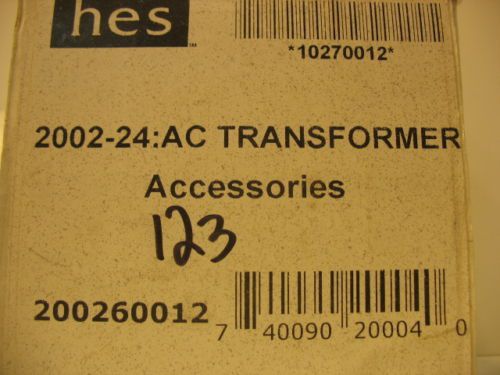 hes
*10270012*
2002-24:AC TRANSFORMER
Accessories
123
200260012
7 40090 20004 0